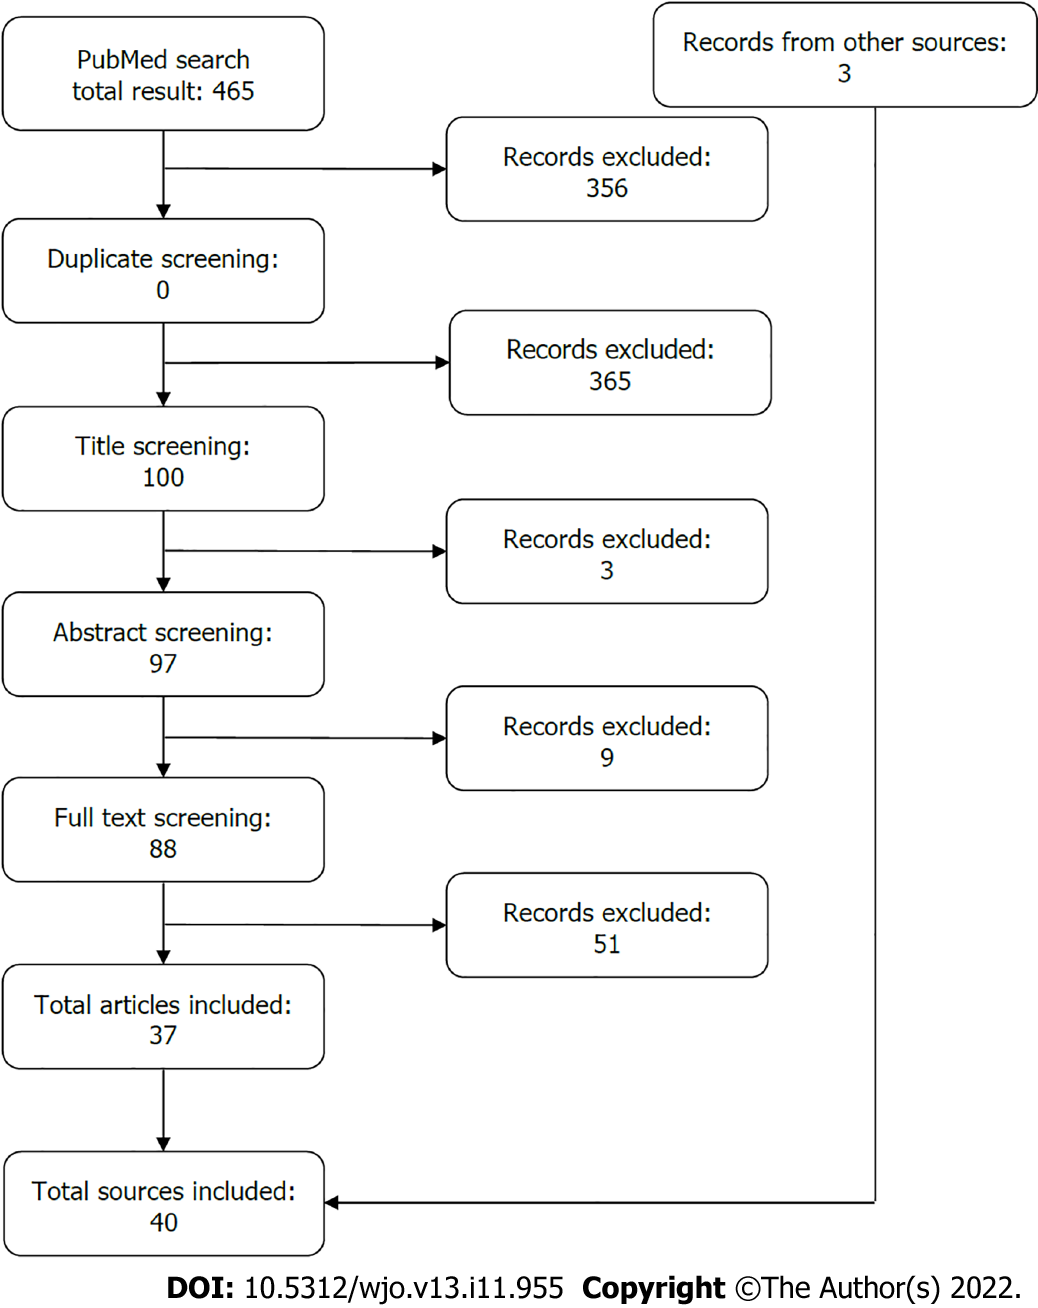 PubMed search
total result: 465
Records from other sources:
3
Records excluded:
356
Duplicate screening:
0
Records excluded:
365
Title screening:
100
Records excluded:
3
Abstract screening:
97
Records excluded:
9
Full text screening:
88
Records excluded:
51
Total articles included:
37
Total sources included:
40
DOI: 10.5312/wjo.v13.i11.955 Copyright ©The Author(s) 2022.